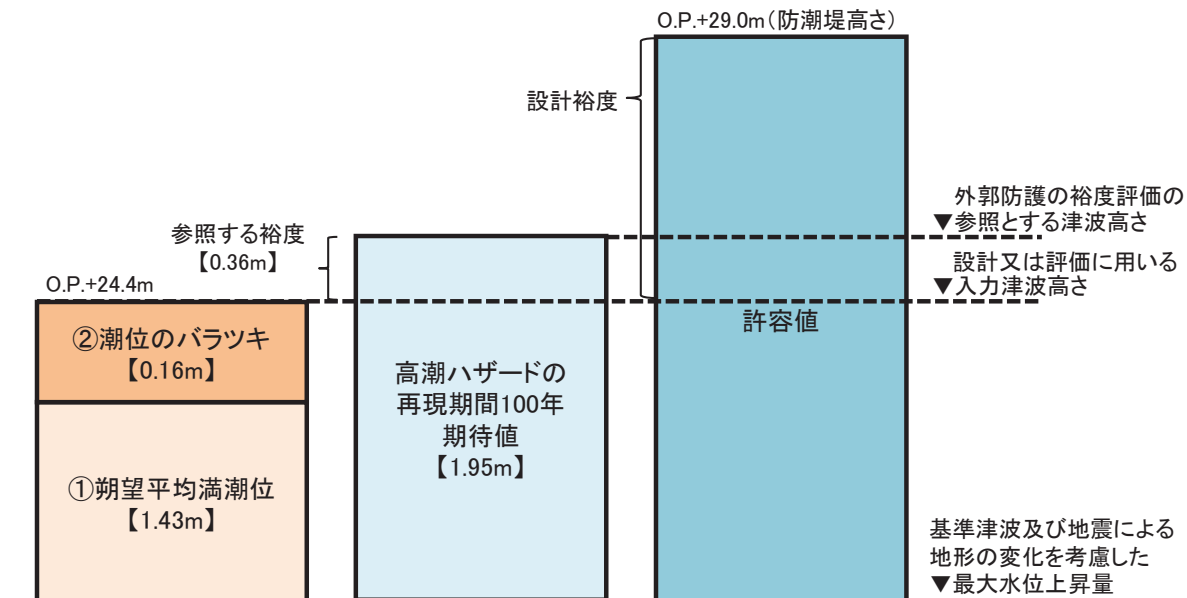 O.P.+29.0m（防潮堤高さ）
設計裕度
外郭防護の裕度評価の
▼参照とする津波高さ
参照する裕度
【0.36m】
設計又は評価に用いる
▼入力津波高さ
O.P.+24.4m
許容値
②潮位のバラツキ
【0.16m】
高潮ハザードの
再現期間100年
期待値
【1.95m】
①朔望平均満潮位
【1.43m】
基準津波及び地震による
地形の変化を考慮した
▼最大水位上昇量